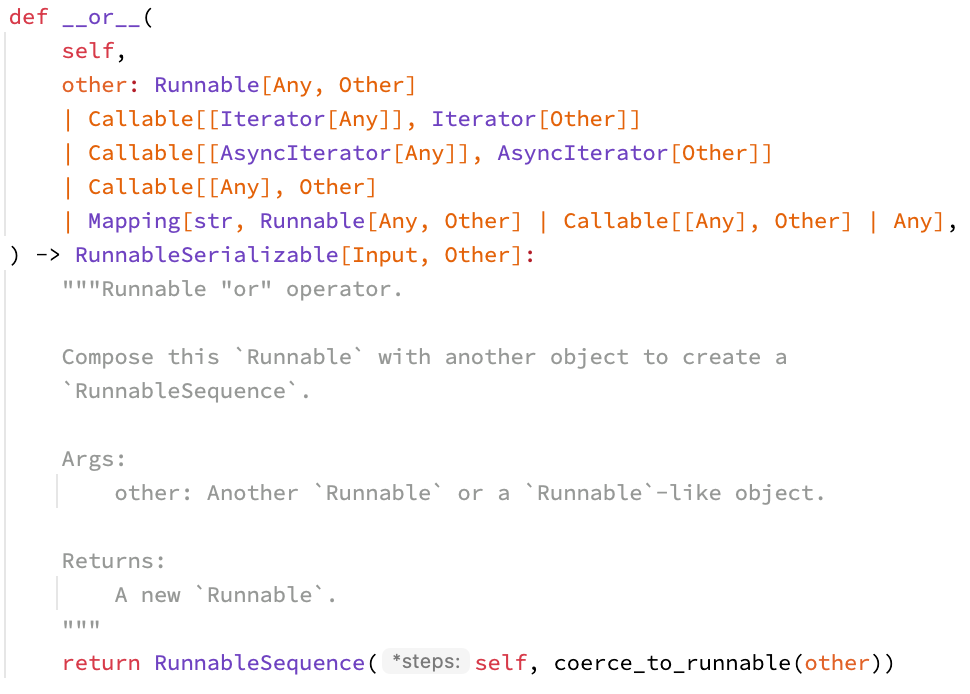 def __or__(
    self,
    other: Runnable[Any, Other]
    | Callable[[Iterator[Any]], Iterator[Other]]
    | Callable[[AsyncIterator[Any]], AsyncIterator[Other]]
    | Callable[[Any], Other]
    | Mapping[str, Runnable[Any, Other] | Callable[[Any], Other] | Any],
) -> RunnableSerializable[Input, Other]:
    """Runnable "or" operator.

    Compose this `Runnable` with another object to create a
    `RunnableSequence`.

    Args:
        other: Another `Runnable` or a `Runnable`-like object.

    Returns:
        A new `Runnable`.
    """
    return RunnableSequence( *steps: self, coerce_to_runnable(other))